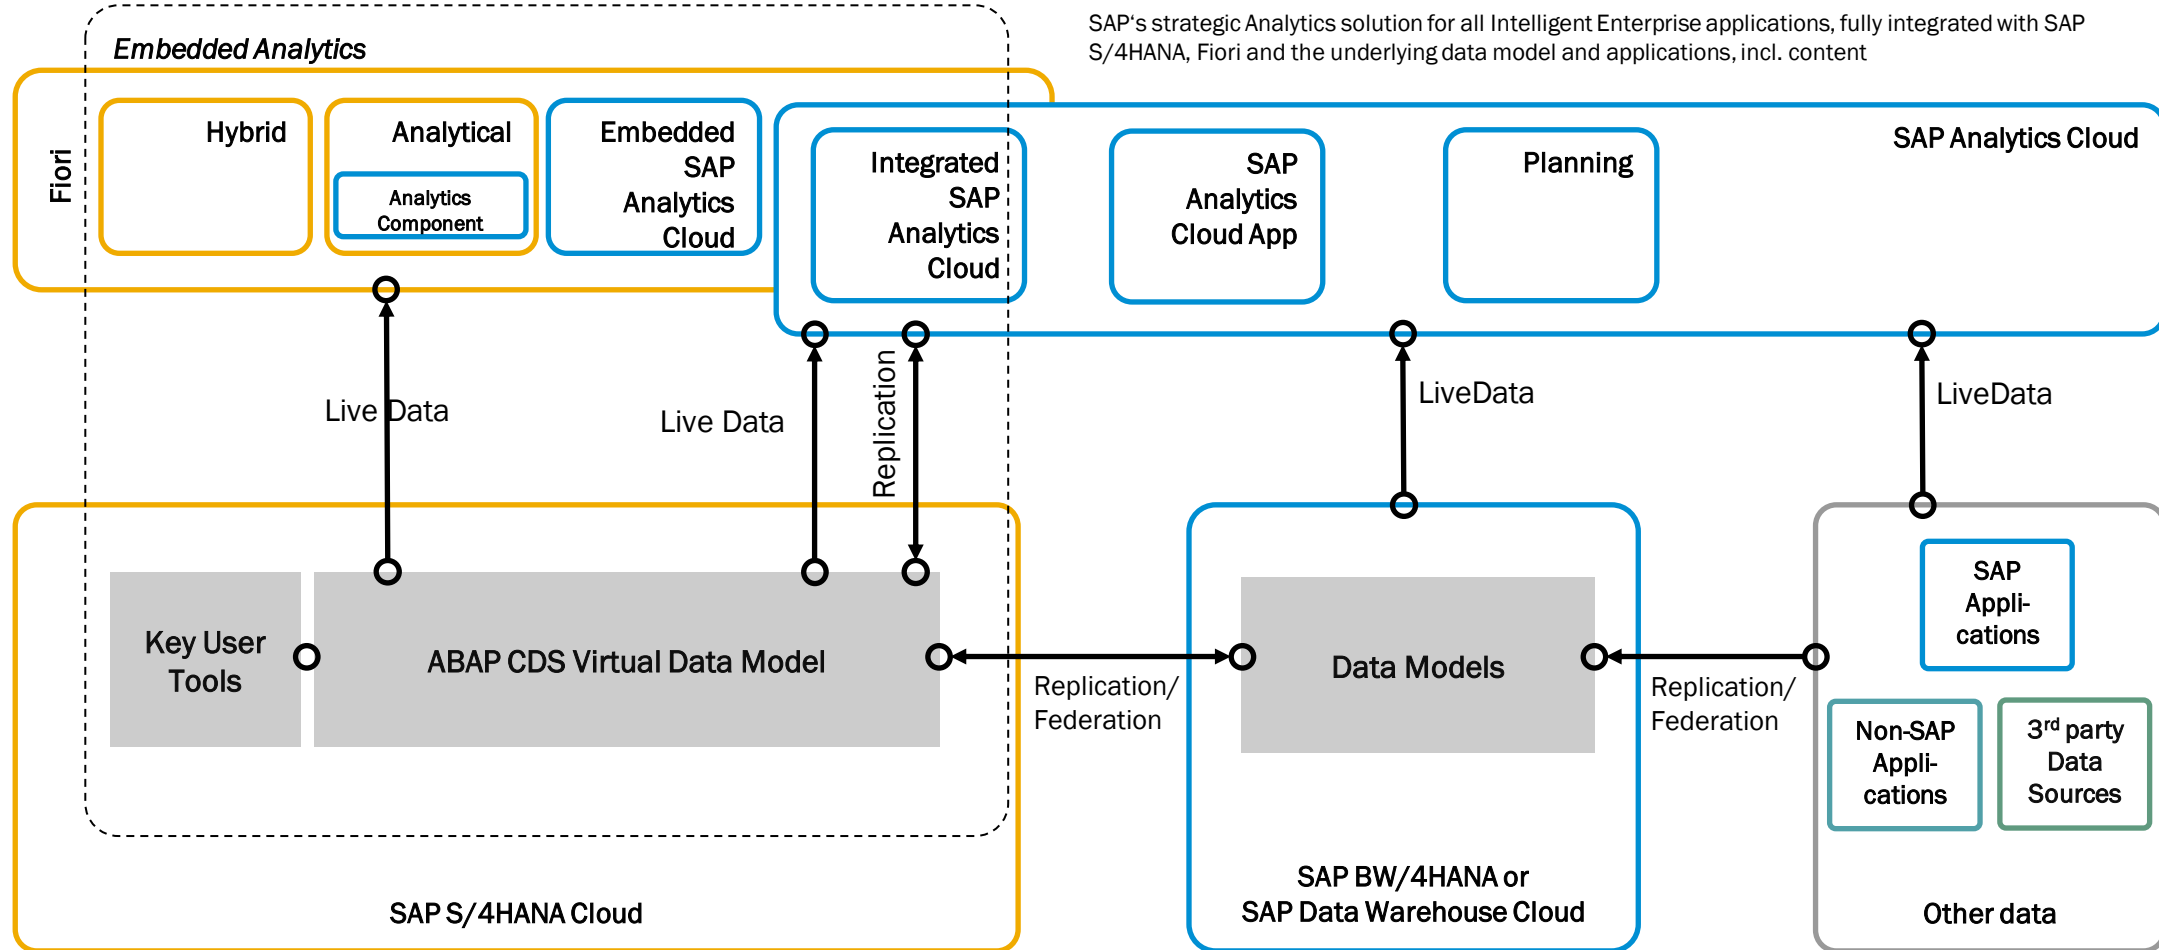 SAP‘s strategic Analytics solution for all Intelligent Enterprise applications, fully integrated with SAP
S/4HANA, Fiori and the underlying data model and applications, incl. content
Embedded Analytics
Fiori
Hybrid
Analytical
Analytics
Component
Embedded
SAP
Analytics
Cloud
Integrated
SAP
Analytics
Cloud
SAP
Analytics
Cloud App
Planning
SAP Analytics Cloud
Live Data
Live Data
Replication
LiveData
LiveData
Key User
Tools
ABAP CDS Virtual Data Model
Replication/
Federation
Data Models
Replication/
Federation
SAP
Appli-
cations
Non-SAP
Appli-
cations
3rd party
Data
Sources
SAP S/4HANA Cloud
SAP BW/4HANA or
SAP Data Warehouse Cloud
Other data